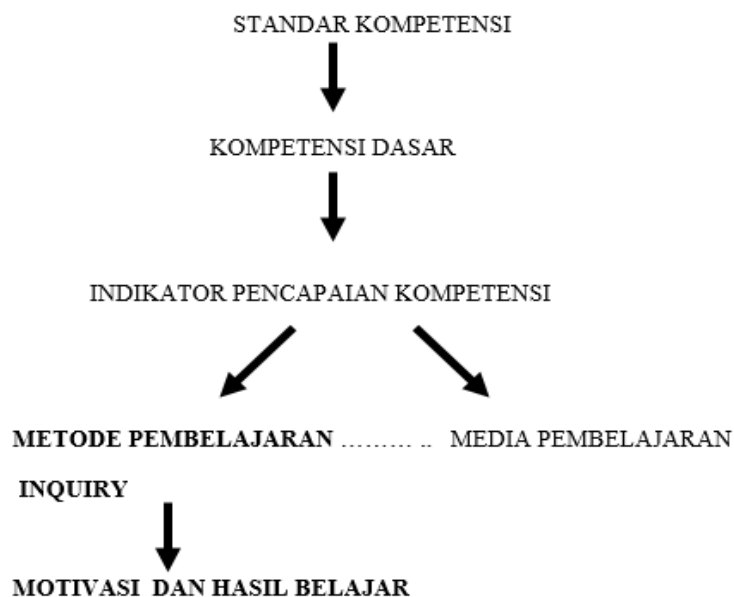 STANDAR KOMPETENSI
KOMPETENSI DASAR
INDIKATOR PENCAPAIAN KOMPETENSI
METODE PEMBELAJARAN ……… .. MEDIA PEMBELAJARAN
INQUIRY
MOTIVASI DAN HASIL BELAJAR